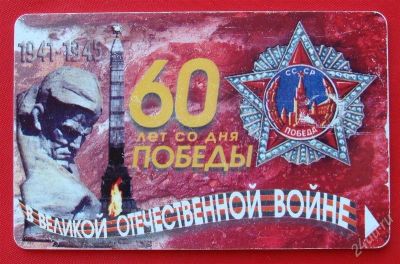 1941-1945
60
ЛЕТ СО ДНЯ
ПОБЕДЫ
СССР
ПОБЕДА
В ВЕЛИКОЙ ОТЕЧЕСТВЕННОЙ ВОЙНЕ